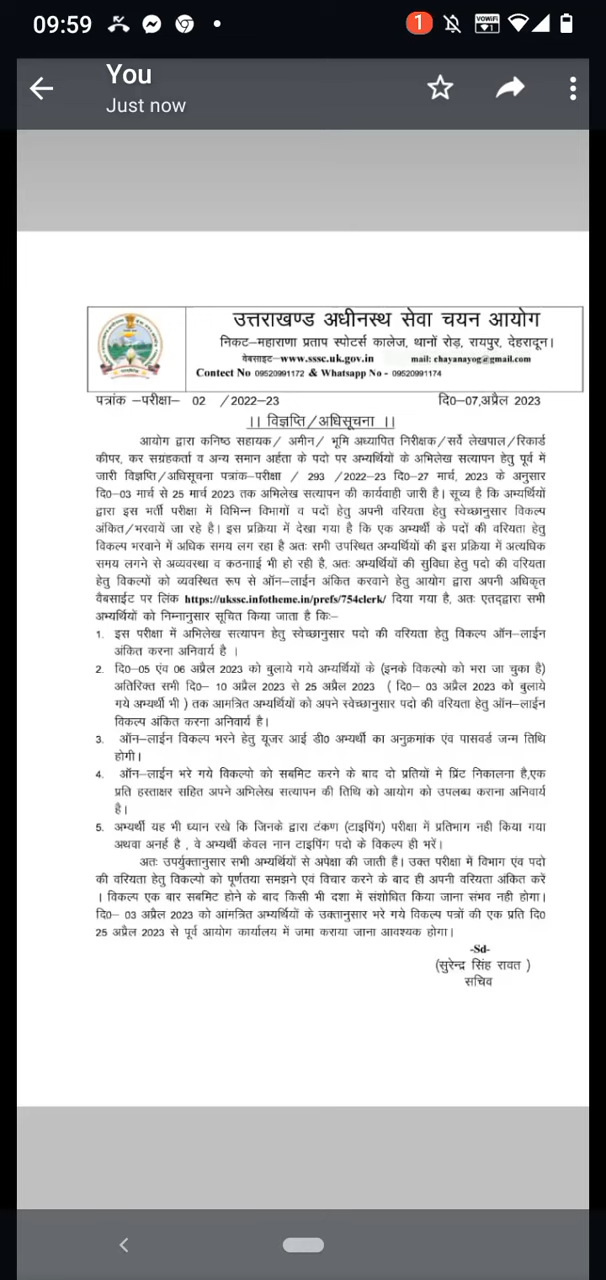 09:59
1
VOWIFI
1
You
Just now
उत्तराखण्ड अधीनस्थ सेवा चयन आयोग
निकट–महाराणा प्रताप स्पोर्टस कालेज, थानों रोड़, रायपुर, देहरादून।
वेबसाइट–www.sssc.uk.gov.in mail: chayanayog@gmail.com
Contect No 09520991172 & Whatsapp No - 09520991174
पत्रांक –परीक्षा– 02 /2022-23 दि0–07,अप्रैल 2023
।। विज्ञप्ति/अधिसूचना ।।
आयोग द्वारा कनिष्ठ सहायक/ अमीन/ भूमि अध्यापित निरीक्षक/सर्वे लेखपाल/रिकार्ड
कीपर, कर सग्रहकर्ता व अन्य समान अर्हता के पदो पर अभ्यर्थियों के अभिलेख सत्यापन हेतु पूर्व में
जारी विज्ञप्ति/अधिसूचना पत्रांक-परीक्षा / 293 /2022–23 दि0–27 मार्च, 2023 के अनुसार
दि0–03 मार्च से 25 मार्च 2023 तक अभिलेख सत्यापन की कार्यवाही जारी है। सूच्य है कि अभ्यर्थियों
द्वारा इस भर्ती परीक्षा में विभिन्न विभागों व पदों हेतु अपनी वरियता हेतु स्वेच्छानुसार विकल्प
अंकित/भरवायें जा रहे है। इस प्रक्रिया में देखा गया है कि एक अभ्यर्थी के पदों की वरियता हेतु
विकल्प भरवाने में अधिक समय लग रहा है अतः सभी उपस्थित अभ्यर्थियों की इस प्रक्रिया में अत्यधिक
समय लगने से अव्यवस्था व कठनाई भी हो रही है, अतः अभ्यर्थियों की सुविधा हेतु पदो की वरियता
हेतु विकल्पों को व्यवस्थित रूप से ऑन–लाईन अंकित करवाने हेतु आयोग द्वारा अपनी अधिकृत
वैबसाईट पर लिंक https://ukssc.infotheme.in/prefs/754clerk/ दिया गया है, अतः एतद्द्वारा सभी
अभ्यर्थियों को निम्नानुसार सूचित किया जाता है किः–
1. इस परीक्षा में अभिलेख सत्यापन हेतु स्वेच्छानुसार पदो की वरियता हेतु विकल्प ऑन–लाईन
अंकित करना अनिवार्य है ।
2. दि0–05 एंव 06 अप्रैल 2023 को बुलाये गये अभ्यर्थियों के (इनके विकल्पो को भरा जा चुका है)
अतिरिक्त सभी दि0– 10 अप्रैल 2023 से 25 अप्रैल 2023 ( दि0– 03 अप्रैल 2023 को बुलाये
गये अभ्यर्थी भी ) तक आमत्रित अभ्यर्थियों को अपने स्वेच्छानुसार पदो की वरियता हेतु ऑन–लाईन
विकल्प अंकित करना अनिवार्य है।
3. ऑन–लाईन विकल्प भरने हेतु यूजर आई डी0 अभ्यर्थी का अनुक्रमांक एंव पासवर्ड जन्म तिथि
होगी।
4. ऑन–लाईन भरे गये विकल्पो को सबमिट करने के बाद दो प्रतियों मे प्रिंट निकालना है,एक
प्रति हस्ताक्षर सहित अपने अभिलेख सत्यापन की तिथि को आयोग को उपलब्ध कराना अनिवार्य
है।
5. अभ्यर्थी यह भी ध्यान रखे कि जिनके द्वारा टंकण (टाइपिंग) परीक्षा में प्रतिभाग नही किया गया
अथवा अनर्ह है , वे अभ्यर्थी केवल नान टाइपिंग पदो के विकल्प ही भरें।
अतः उपर्युक्तानुसार सभी अभ्यर्थियों से अपेक्षा की जाती है। उक्त परीक्षा में विभाग एंव पदो
की वरियता हेतु विकल्पो को पूर्णतया समझने एंव विचार करने के बाद ही अपनी वरियता अंकित करे
। विकल्प एक बार सबमिट होने के बाद किसी भी दशा में संशोधित किया जाना संभव नही होगा।
दि0– 03 अप्रैल 2023 को आंमत्रित अभ्यर्थियों के उक्तानुसार भरे गये विकल्प पत्रों की एक प्रति दि0
25 अप्रैल 2023 से पूर्व आयोग कार्यालय में जमा कराया जाना आवश्यक होगा।
-Sd-
(सुरेन्द्र सिंह रावत )
सचिव